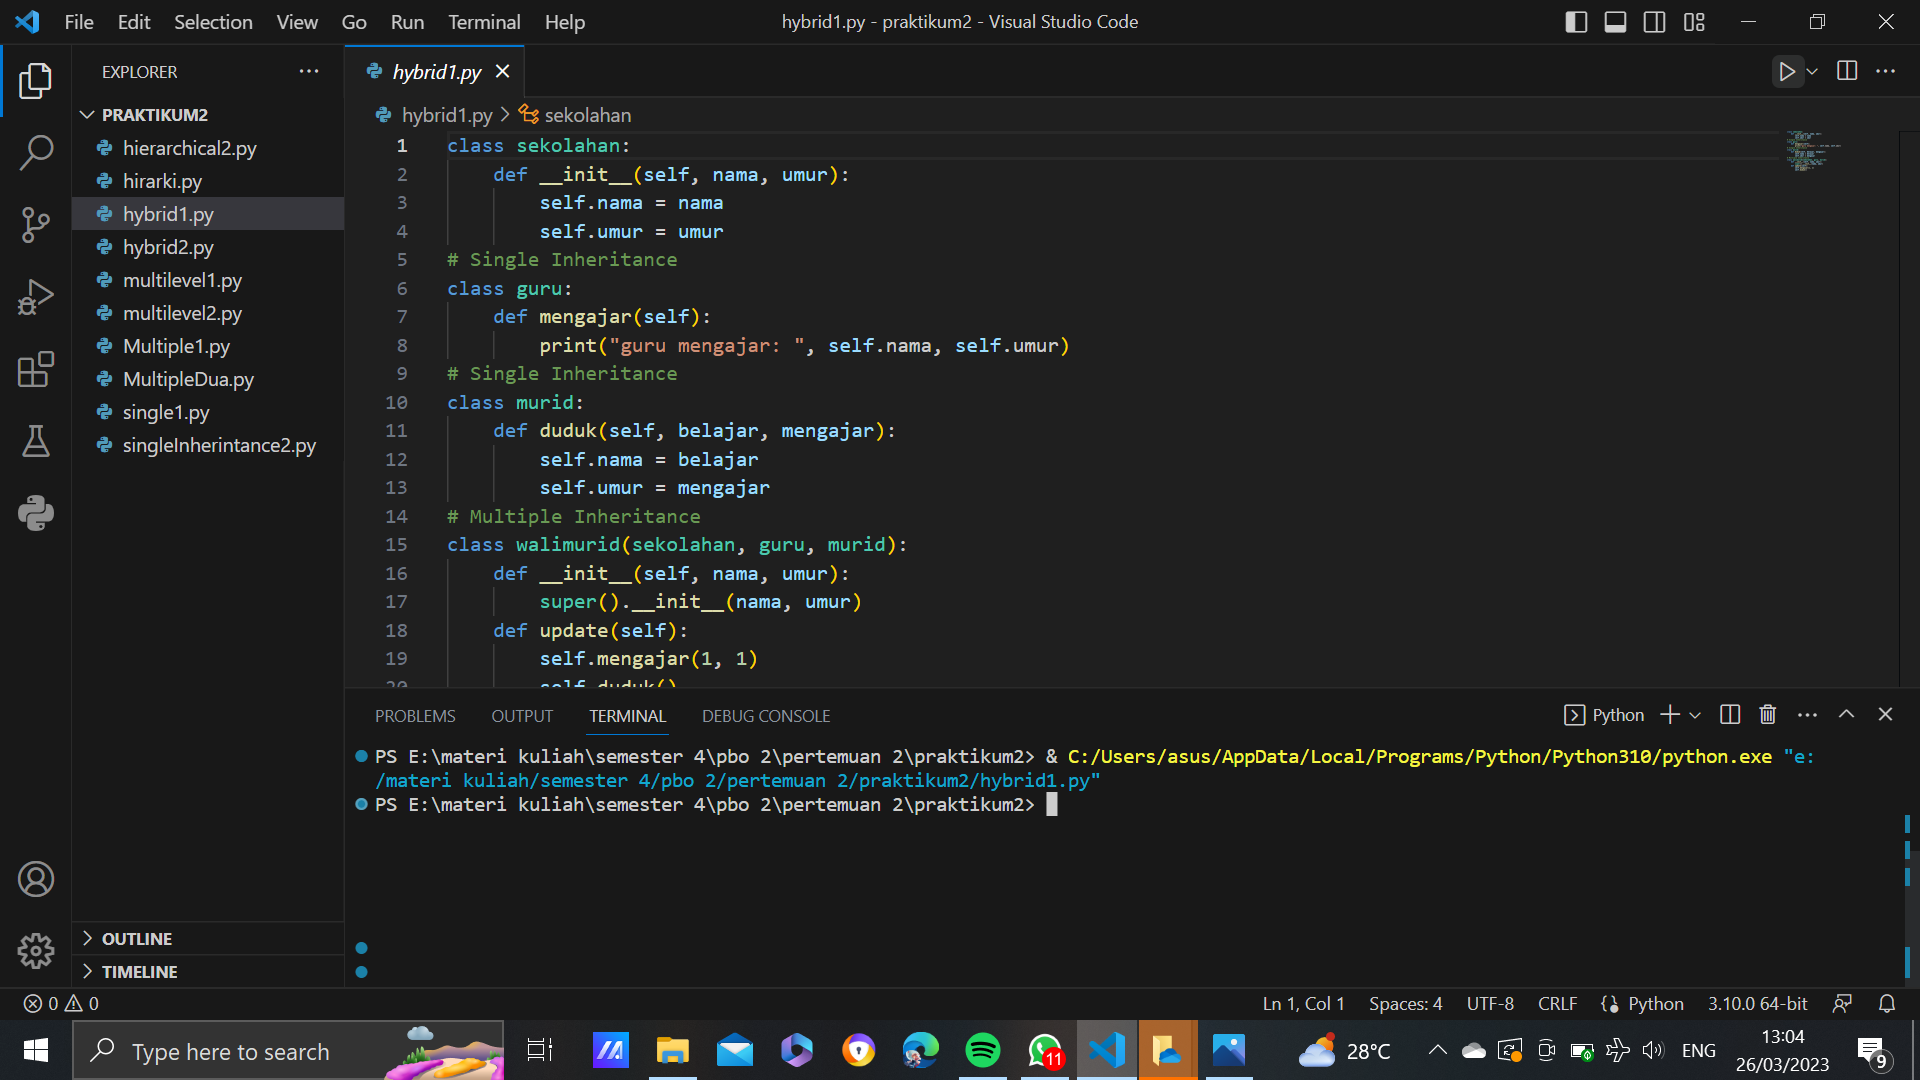 File Edit Selection View Go Run Terminal Help
hybrid1.py - praktikum2 - Visual Studio Code
EXPLORER
PRAKTIKUM2
hierarchical2.py
hirarki.py
hybrid1.py
hybrid2.py
multilevel1.py
multilevel2.py
Multiple1.py
MultipleDua.py
single1.py
singleInherintance2.py
OUTLINE
TIMELINE
hybrid1.py
hybrid1.py > sekolahan
1 class sekolahan:
2     def __init__(self, nama, umur):
3         self.nama = nama
4         self.umur = umur
5 # Single Inheritance
6 class guru:
7     def mengajar(self):
8         print("guru mengajar: ", self.nama, self.umur)
9 # Single Inheritance
10 class murid:
11     def duduk(self, belajar, mengajar):
12         self.nama = belajar
13         self.umur = mengajar
14 # Multiple Inheritance
15 class walimurid(sekolahan, guru, murid):
16     def __init__(self, nama, umur):
17         super().__init__(nama, umur)
18     def update(self):
19         self.mengajar(1, 1)
20         self.duduk()
PROBLEMS OUTPUT TERMINAL DEBUG CONSOLE
Python
PS E:\materi kuliah\semester 4\pbo 2\pertemuan 2\praktikum2> & C:/Users/asus/AppData/Local/Programs/Python/Python310/python.exe "e:
/materi kuliah/semester 4/pbo 2/pertemuan 2/praktikum2/hybrid1.py"
PS E:\materi kuliah\semester 4\pbo 2\pertemuan 2\praktikum2>
0 0
Ln 1, Col 1 Spaces: 4 UTF-8 CRLF Python 3.10.0 64-bit
Type here to search
11
28°C
ENG
13:04
26/03/2023
9